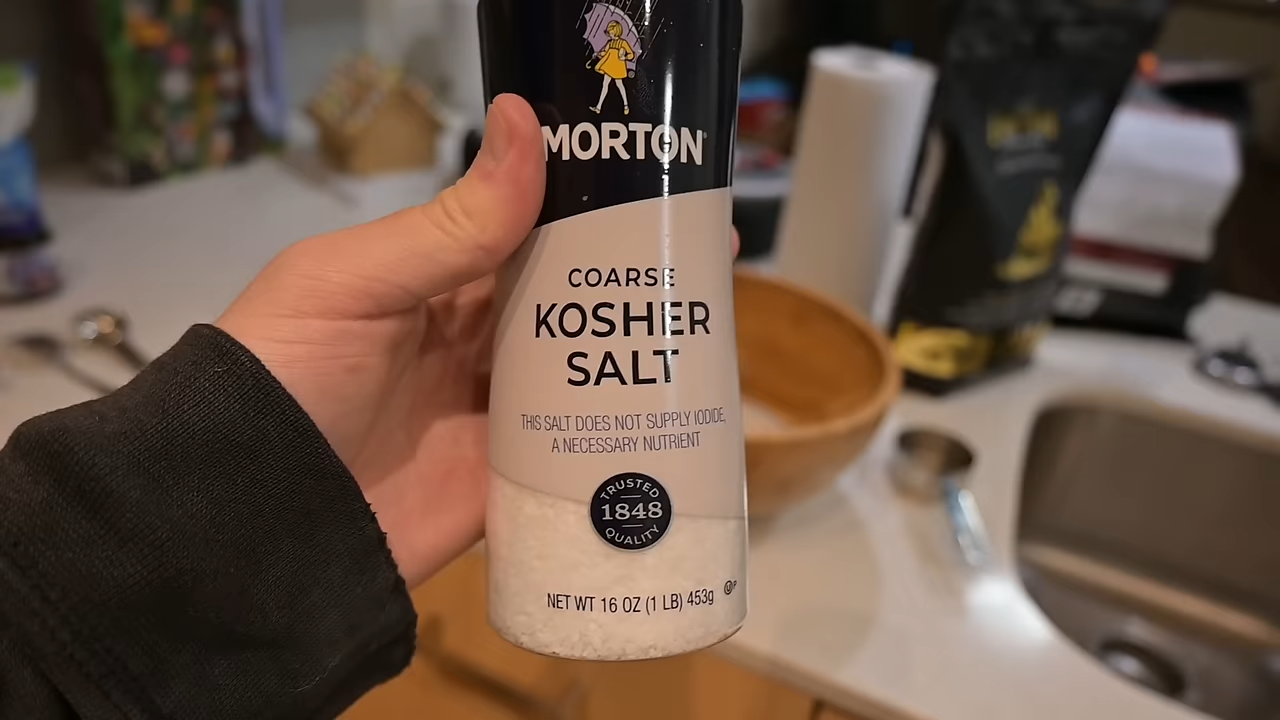 MORTON®
COARSE
KOSHER
SALT
THIS SALT DOES NOT SUPPLY IODIDE,
A NECESSARY NUTRIENT
TRUSTED
1848
QUALITY
NET WT 16 OZ (1 LB) 453g
U P